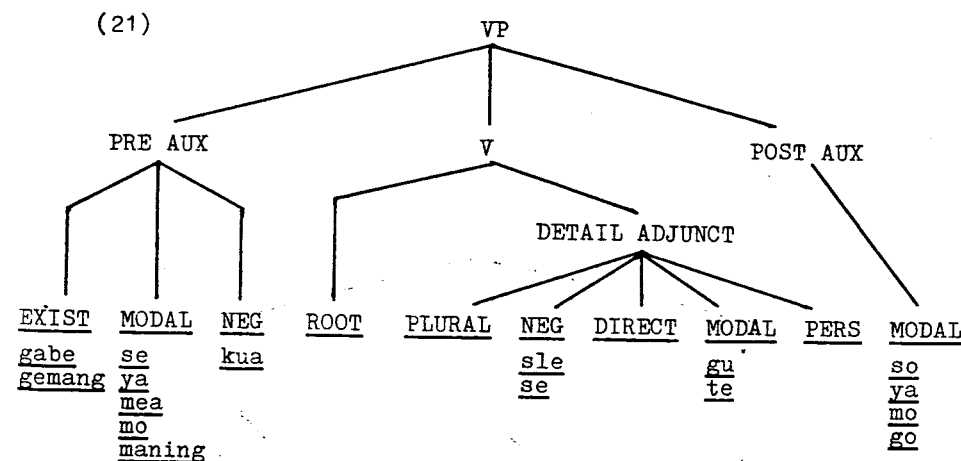 (21)
VP
PRE AUX V POST AUX
DETAIL ADJUNCT
EXIST MODAL NEG ROOT PLURAL NEG DIRECT MODAL PERS MODAL
gabe se kua sle gu so
gemang ya se te ya
mea mo
mo go
maning